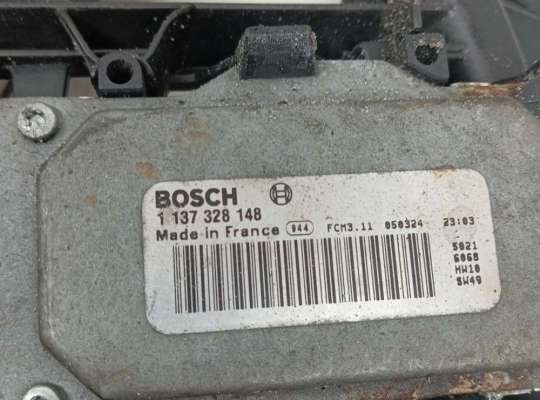 BOSCH
1 137 328 148
Made in France 944 FCM3.11 050324 23:03
5021
6068
HW10
SW49